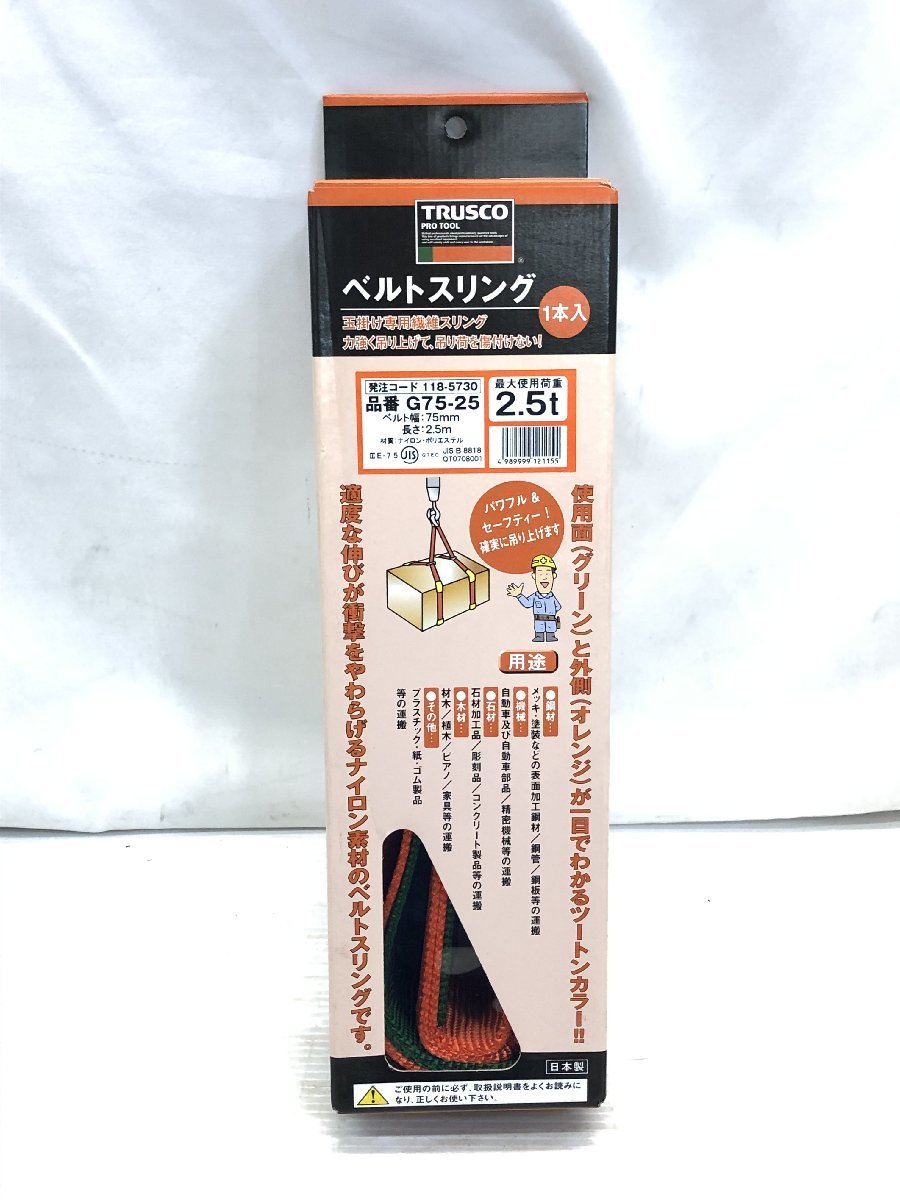 TRUSCO
PRO TOOL
ベルトスリング
1本入
玉掛け専用繊維スリング
力強く吊り上げて、吊り荷を傷付けない!
発注コード 118-5730
品番 G75-25
ベルト幅:75mm
長さ:2.5m
材質:ナイロン・ポリエステル
ⅢE-75 JIS GTEC JIS B 8818
QT0708001
最大使用荷重
2.5t
4 989999 121155
パワフル &
セーフティー!
確実に吊り上げます
使用面(グリーン)と外側(オレンジ)が一目でわかるツートンカラー!!
適度な伸びが衝撃をやわらげるナイロン素材のベルトスリングです。
用途
●鋼材…
メッキ・塗装などの表面加工鋼材/鋼管/鋼板等の運搬
●機械…
自動車及び自動車部品/精密機械等の運搬
●石材…
石材加工品/彫刻品/コンクリート製品等の運搬
●木材…
材木/植木/ピアノ/家具等の運搬
●その他…
プラスチック・紙・ゴム製品
等の運搬
日本製
ご使用の前に必ず、取扱説明書をよくお読みに
なり、正しくお使い下さい。